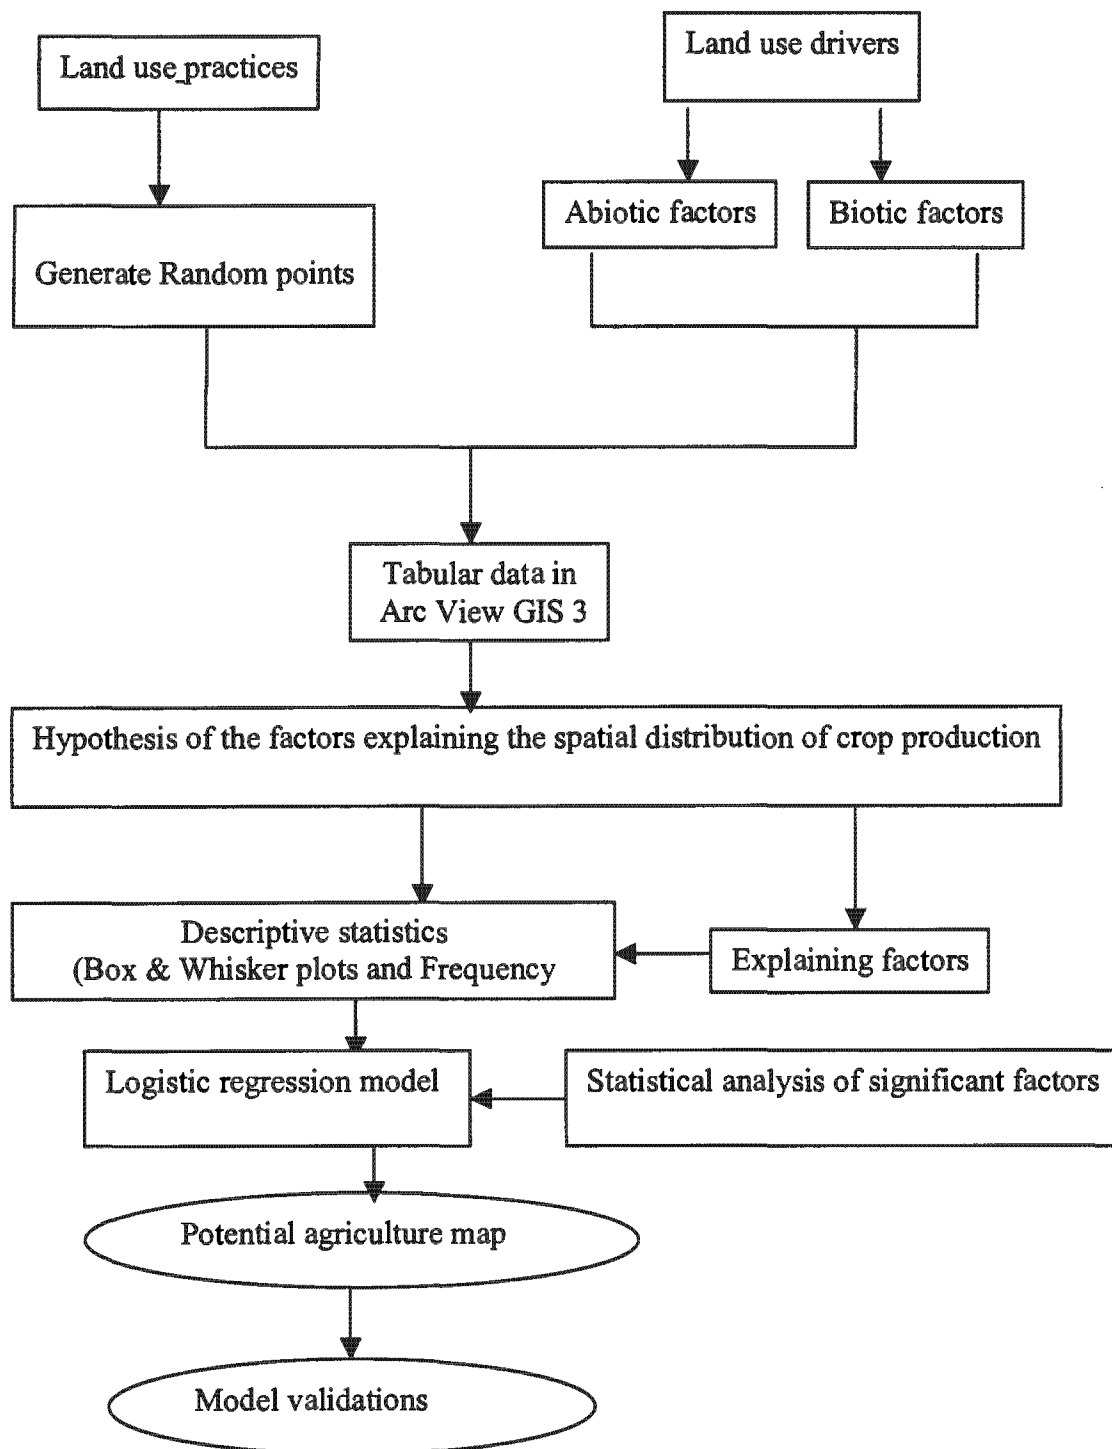 Land use practices
Land use drivers
Abiotic factors
Biotic factors
Generate Random points
Tabular data in
Arc View GIS 3
Hypothesis of the factors explaining the spatial distribution of crop production
Descriptive statistics
(Box & Whisker plots and Frequency
Explaining factors
Logistic regression model
Statistical analysis of significant factors
Potential agriculture map
Model validations